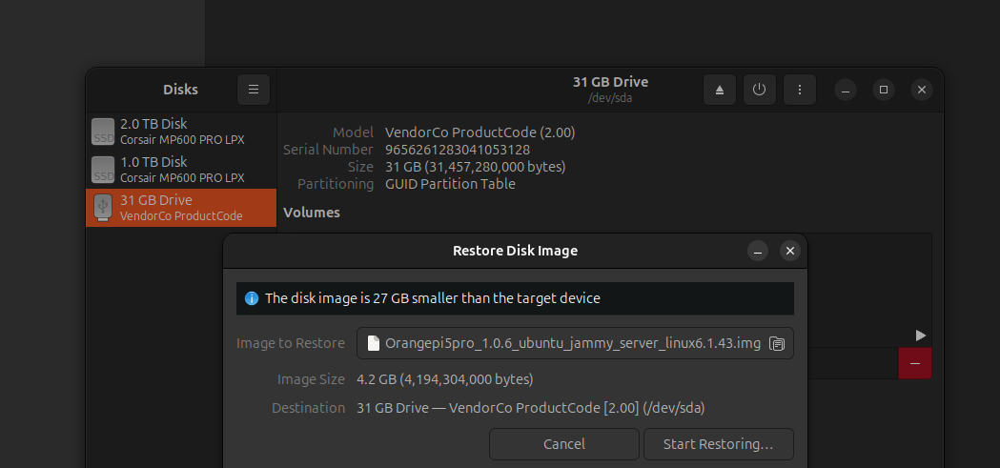 Disks
31 GB Drive
/dev/sda
2.0 TB Disk
Corsair MP600 PRO LPX
SSD
1.0 TB Disk
Corsair MP600 PRO LPX
SSD
31 GB Drive
VendorCo ProductCode
Model VendorCo ProductCode (2.00)
Serial Number 9656261283041053128
Size 31 GB (31,457,280,000 bytes)
Partitioning GUID Partition Table
Volumes
Restore Disk Image
The disk image is 27 GB smaller than the target device
Image to Restore Orangepi5pro_1.0.6_ubuntu_jammy_server_linux6.1.43.img
Image Size 4.2 GB (4,194,304,000 bytes)
Destination 31 GB Drive — VendorCo ProductCode [2.00] (/dev/sda)
Cancel Start Restoring…